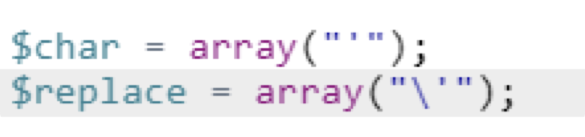 $char = array("'");
$replace = array("\'");